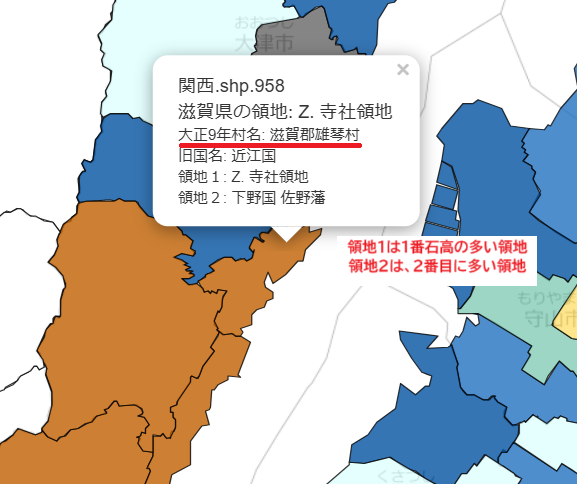 おおつし
大津市
×
関西.shp.958
滋賀県の領地: Z. 寺社領地
大正9年村名: 滋賀郡雄琴村
旧国名: 近江国
領地１: Z. 寺社領地
領地２: 下野国 佐野藩
領地1は1番石高の多い領地
領地2は、2番目に多い領地
もりやま
守山市
くさつし